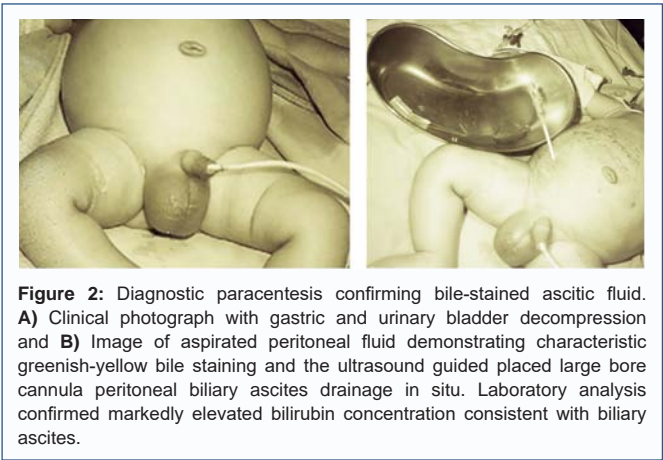 Figure 2: Diagnostic paracentesis confirming bile-stained ascitic fluid.
A) Clinical photograph with gastric and urinary bladder decompression
and B) Image of aspirated peritoneal fluid demonstrating characteristic
greenish-yellow bile staining and the ultrasound guided placed large bore
cannula peritoneal biliary ascites drainage in situ. Laboratory analysis
confirmed markedly elevated bilirubin concentration consistent with biliary
ascites.